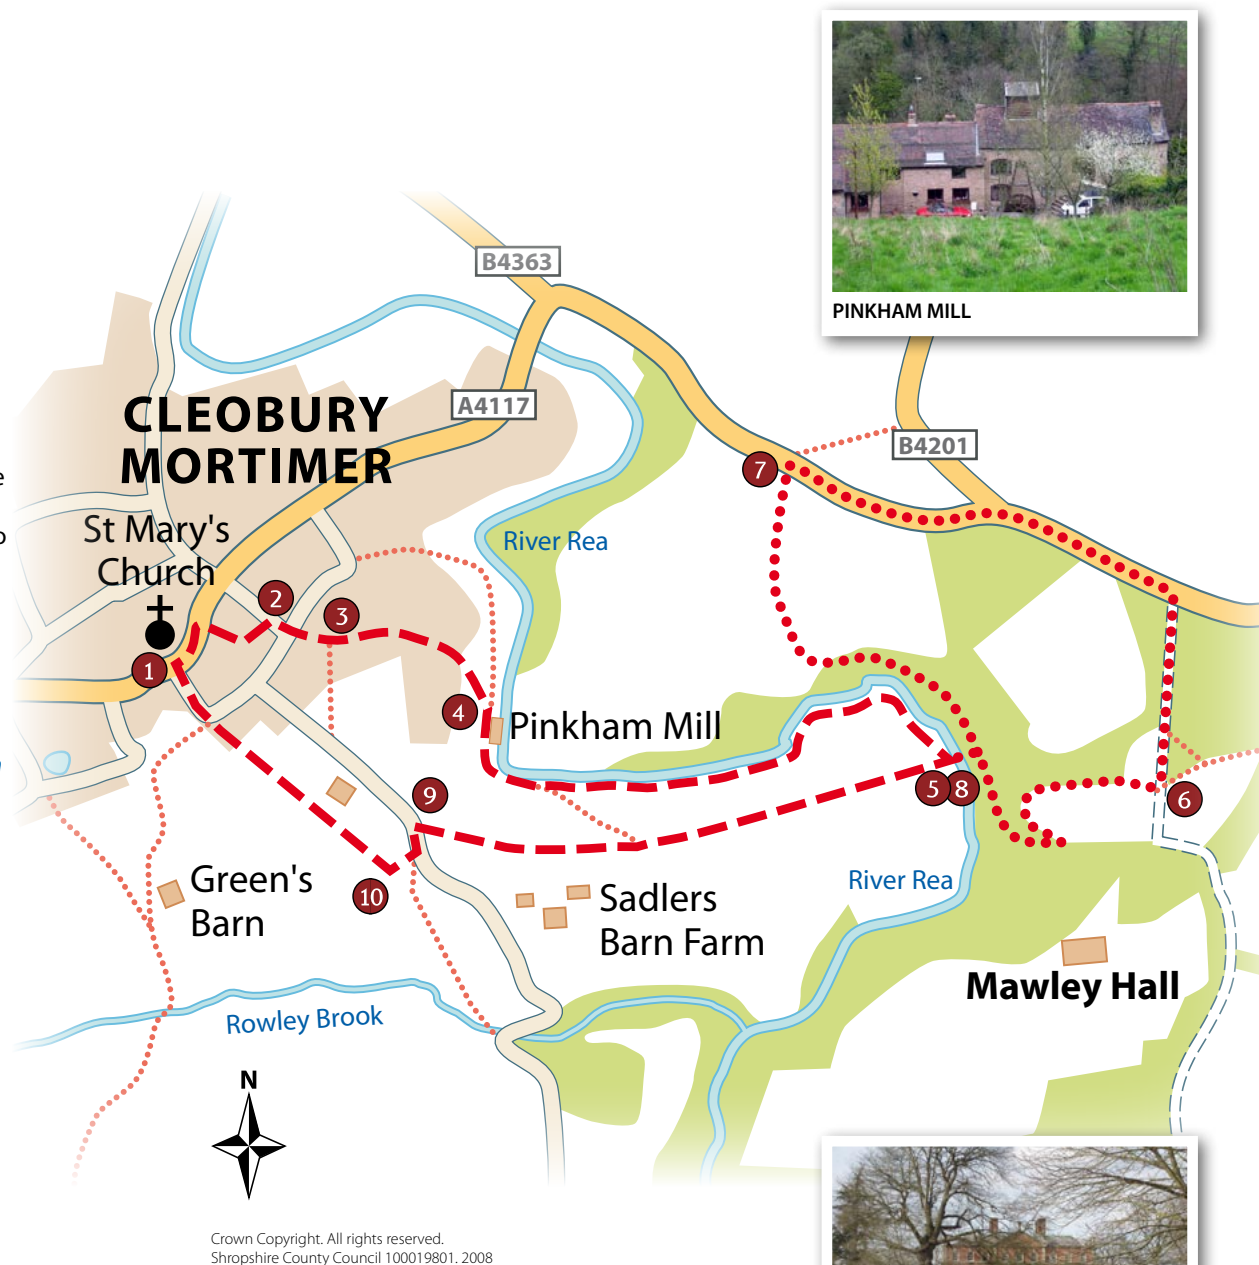 PINKHAM MILL
B4363
A4117
B4201
CLEOBURY
MORTIMER
St Mary's
Church
River Rea
Pinkham Mill
1
2
3
4
5
8
7
6
9
10
Green's
Barn
Sadlers
Barn Farm
River Rea
Mawley Hall
Rowley Brook
N
Crown Copyright. All rights reserved.
Shropshire County Council 100019801. 2008